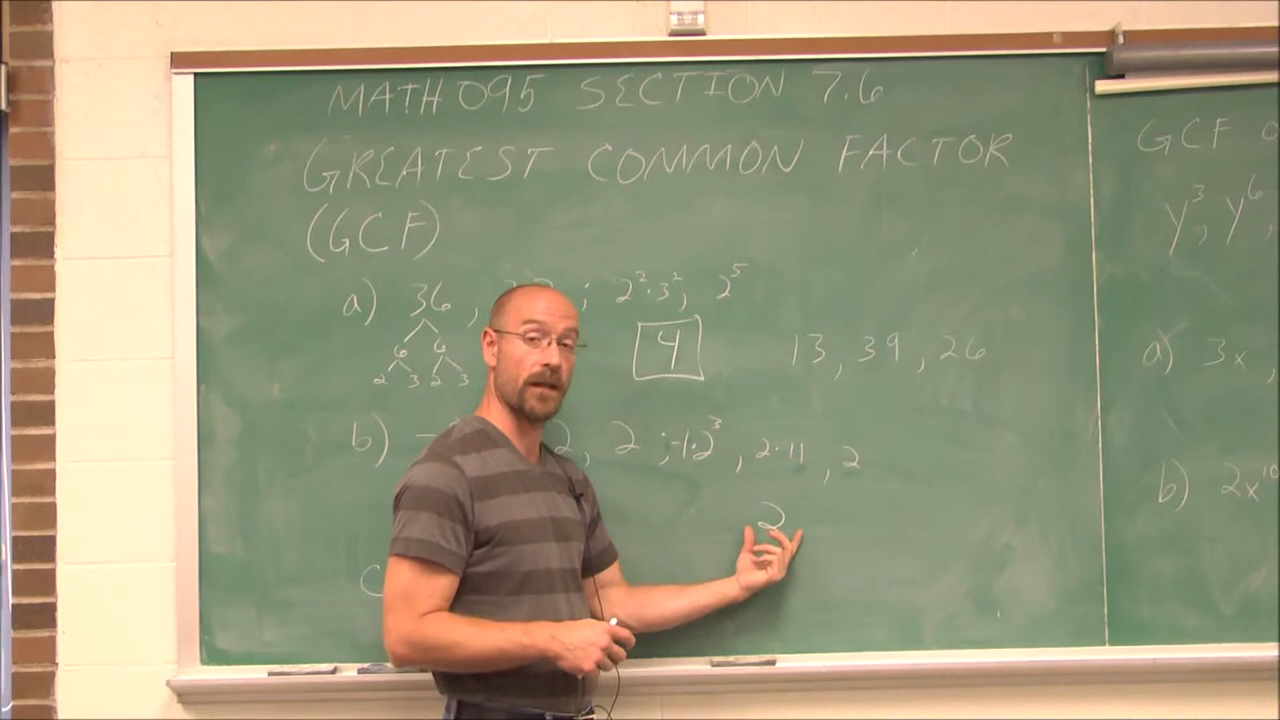 MATH 095 SECTION 7.6
GREATEST COMMON FACTOR
(GCF)
a) 36 , ; 2².3², 2⁵
6 6
2 3 2 3
4
13, 39, 26
b) - 2, 2 ; -1.2³, 2.11, 2
2
GCF
y³, y⁶,
a) 3x,
b) 2x¹⁰